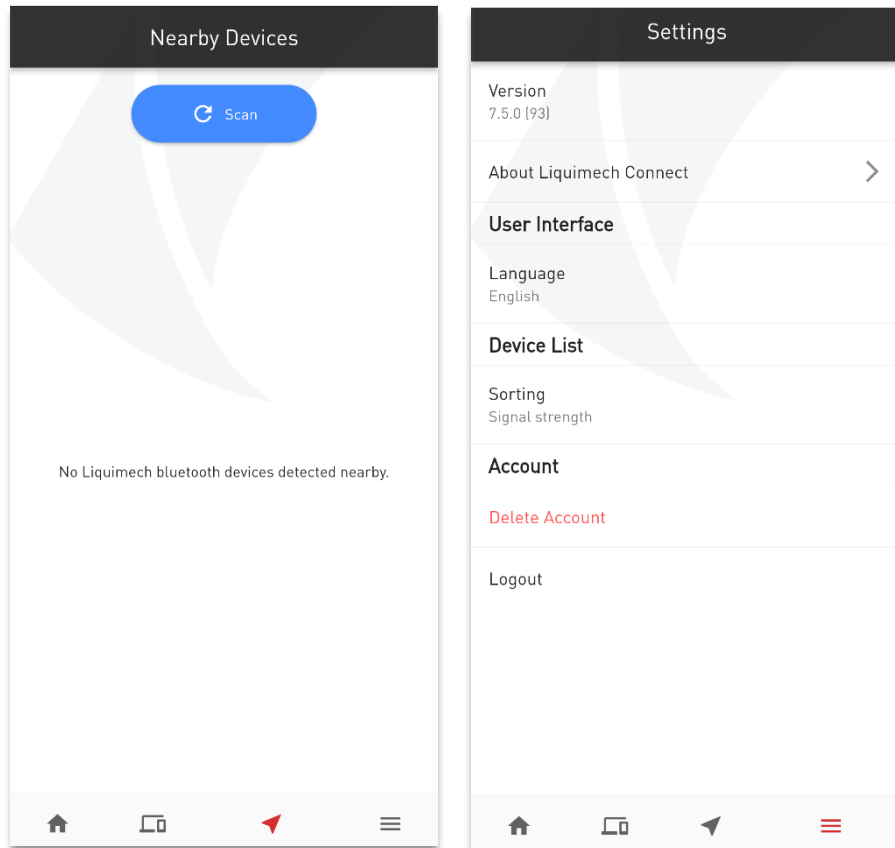 Nearby Devices
Scan
No Liquimech bluetooth devices detected nearby.
Settings
Version
7.5.0 (93)
About Liquimech Connect
User Interface
Language
English
Device List
Sorting
Signal strength
Account
Delete Account
Logout